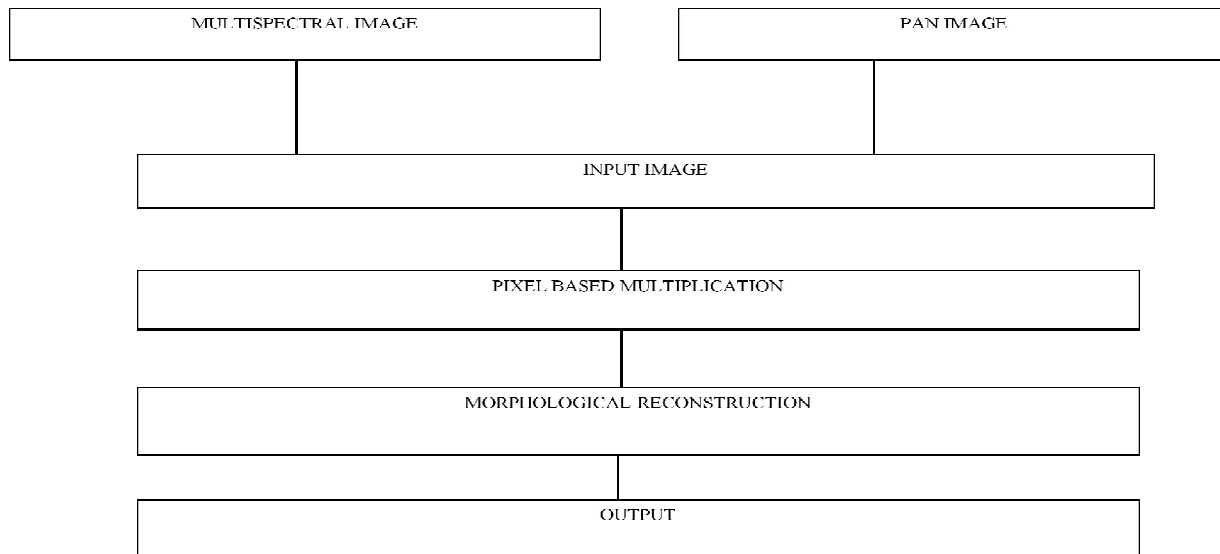 MULTISPECTRAL IMAGE
PAN IMAGE
INPUT IMAGE
PIXEL BASED MULTIPLICATION
MORPHOLOGICAL RECONSTRUCTION
OUTPUT